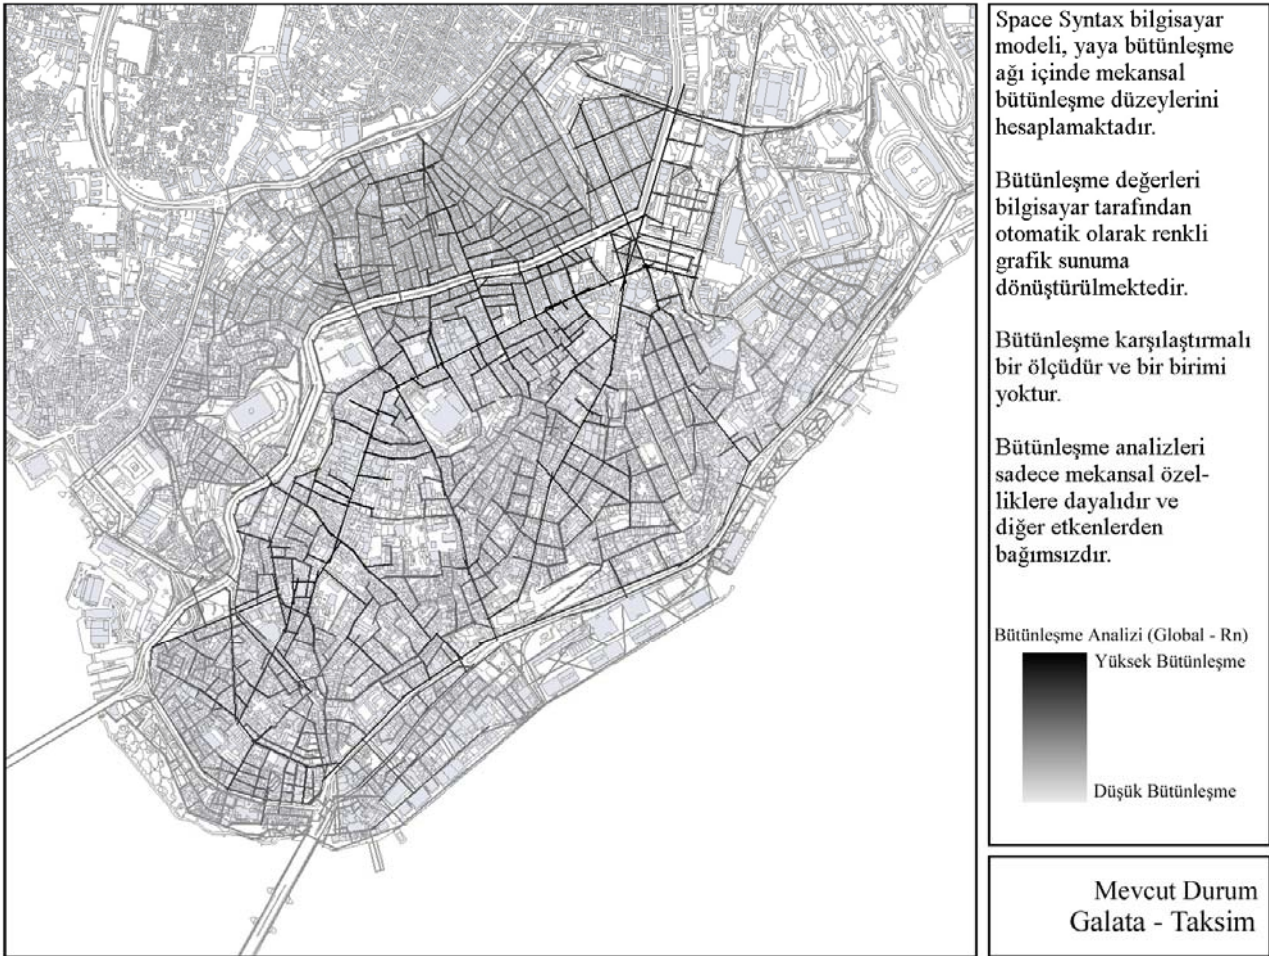 Space Syntax bilgisayar
modeli, yaya bütünleşme
ağı içinde mekansal
bütünleşme düzeylerini
hesaplamaktadır.
Bütünleşme değerleri
bilgisayar tarafından
otomatik olarak renkli
grafik sunuma
dönüştürülmektedir.
Bütünleşme karşılaştırmalı
bir ölçüdür ve bir birimi
yoktur.
Bütünleşme analizleri
sadece mekansal özel-
liklere dayalıdır ve
diğer etkenlerden
bağımsızdır.
Bütünleşme Analizi (Global - Rn)
Yüksek Bütünleşme
Düşük Bütünleşme
Mevcut Durum
Galata - Taksim